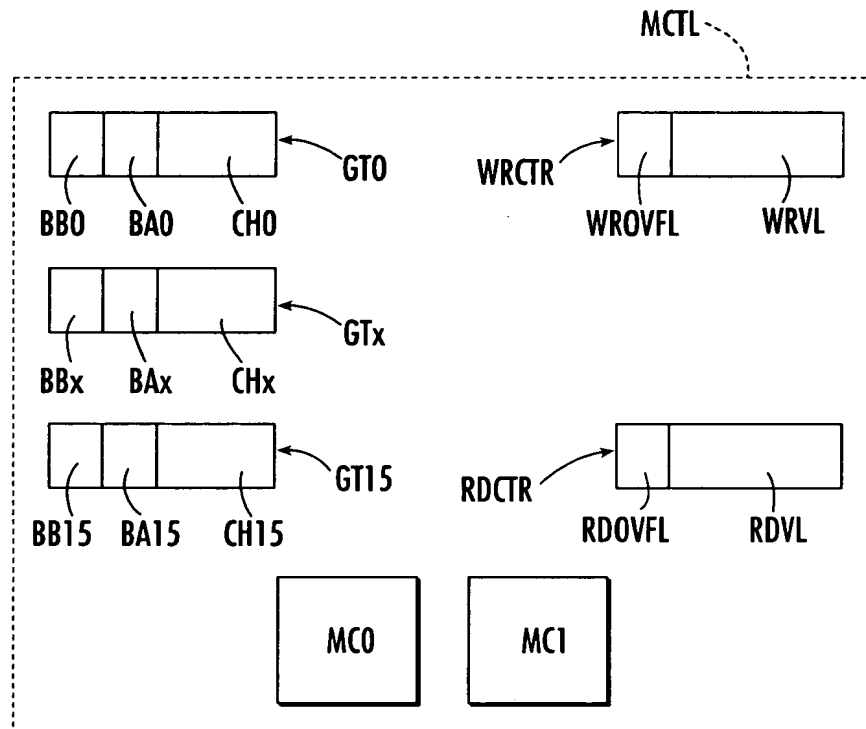 MCTL
GT0
WRCTR
BB0 BA0 CH0
WROVFL WRVL
GTx
BBx BAx CHx
GT15
RDCTR
BB15 BA15 CH15
RDOVFL RDVL
MC0 MC1